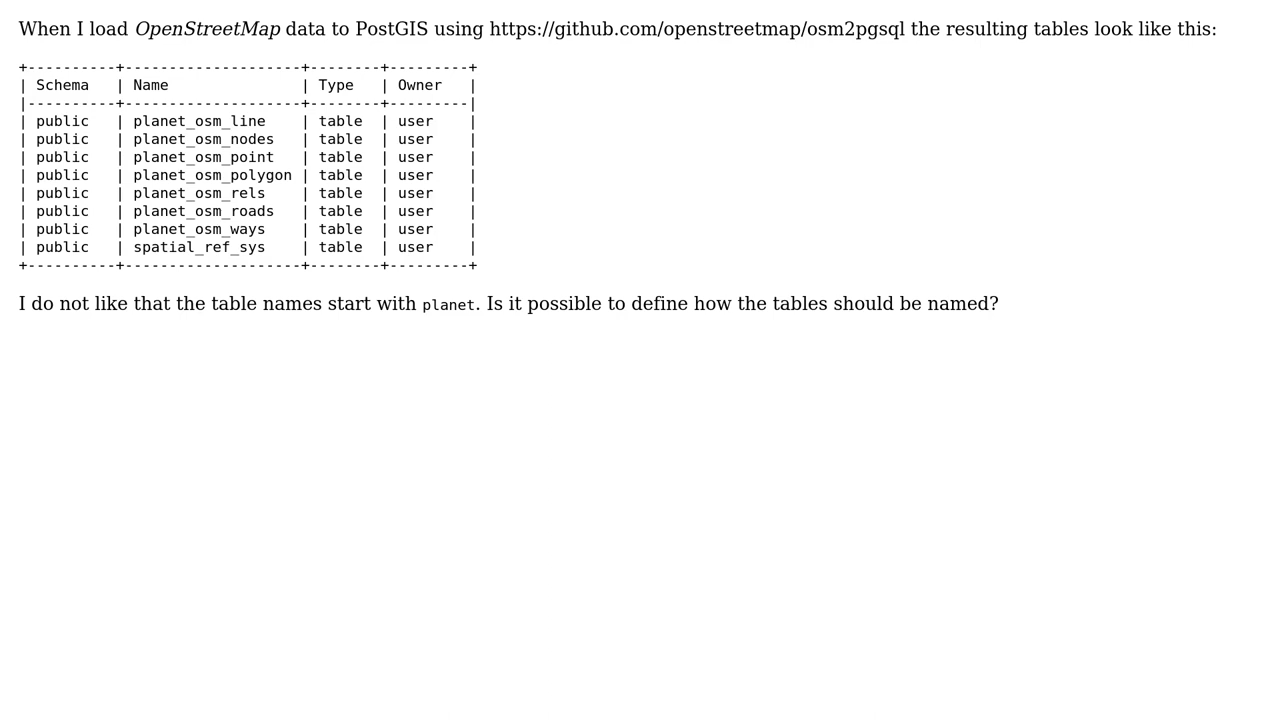 When I load OpenStreetMap data to PostGIS using https://github.com/openstreetmap/osm2pgsql the resulting tables look like this:
+----------+--------------------+--------+---------+
| Schema   | Name               | Type   | Owner   |
|----------+--------------------+--------+---------|
| public   | planet_osm_line    | table  | user    |
| public   | planet_osm_nodes   | table  | user    |
| public   | planet_osm_point   | table  | user    |
| public   | planet_osm_polygon | table  | user    |
| public   | planet_osm_rels    | table  | user    |
| public   | planet_osm_roads   | table  | user    |
| public   | planet_osm_ways    | table  | user    |
| public   | spatial_ref_sys    | table  | user    |
+----------+--------------------+--------+---------+
I do not like that the table names start with planet. Is it possible to define how the tables should be named?